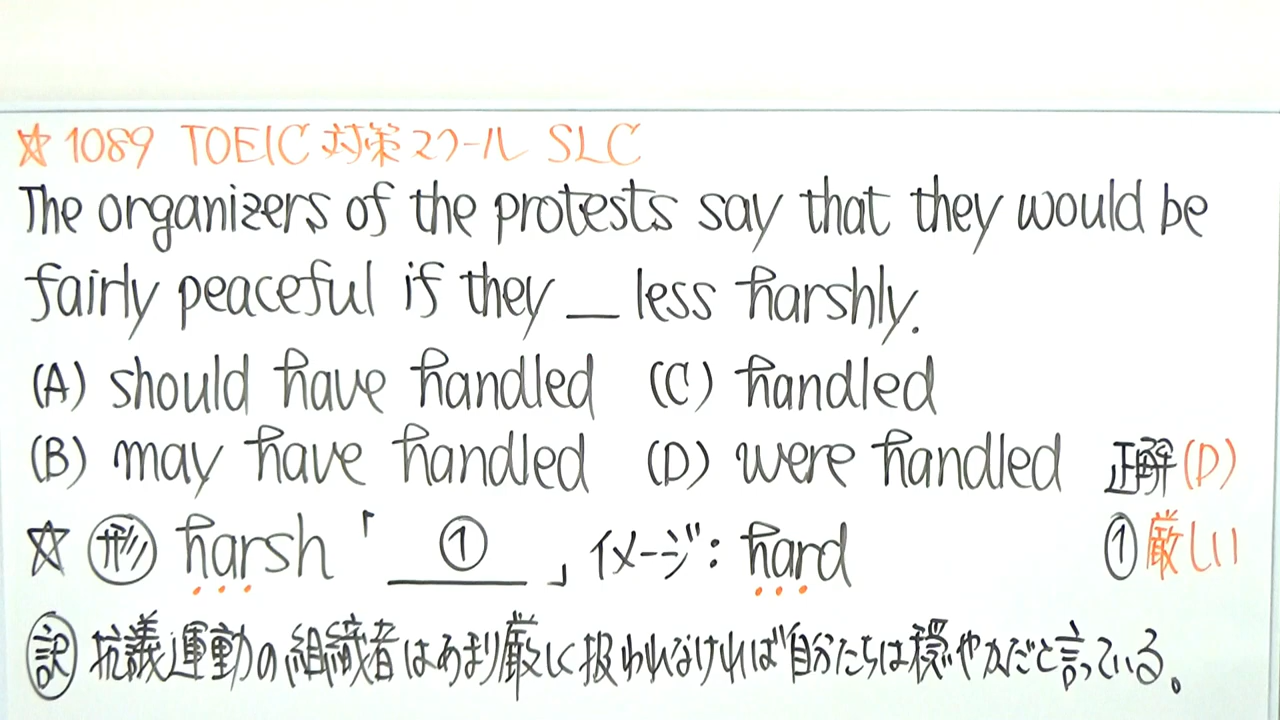 ☆1089 TOEIC対策スクール SLC
The organizers of the protests say that they would be
fairly peaceful if they __ less harshly.
(A) should have handled (C) handled
(B) may have handled (D) were handled 正解(D)
☆ 形 harsh「 ① 」イメージ: hard ①厳しい
訳 抗議運動の組織者はあまり厳しく扱われなければ自分たちは穏やかだと言っている。